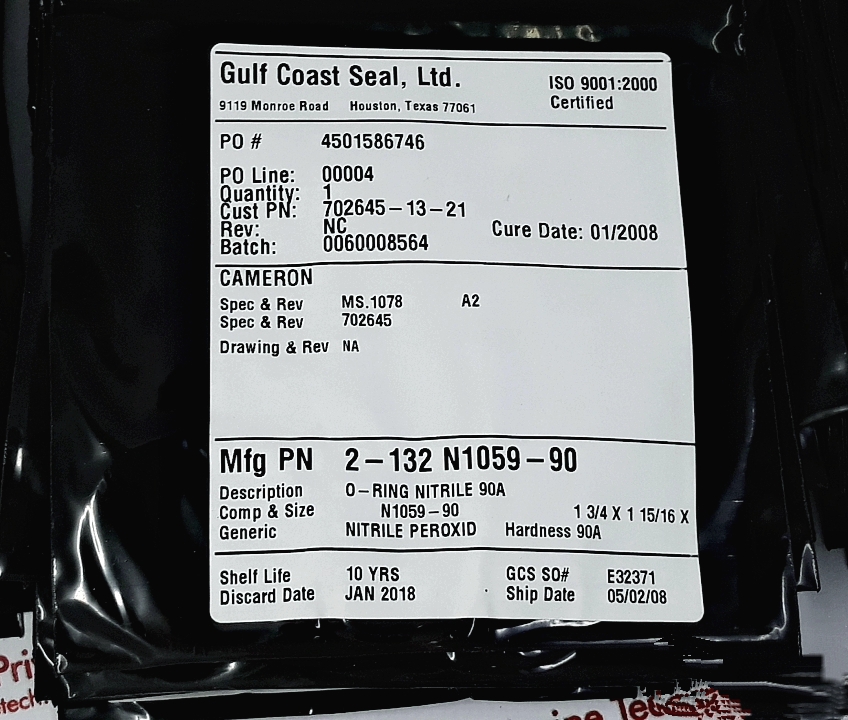 Gulf Coast Seal, Ltd. ISO 9001:2000
9119 Monroe Road Houston, Texas 77061 Certified
PO # 4501586746
PO Line: 00004
Quantity: 1
Cust PN: 702645-13-21
Rev: NC Cure Date: 01/2008
Batch: 0060008564
CAMERON
Spec & Rev MS.1078 A2
Spec & Rev 702645
Drawing & Rev NA
Mfg PN 2-132 N1059-90
Description O-RING NITRILE 90A
Comp & Size N1059-90 1 3/4 X 1 15/16 X
Generic NITRILE PEROXID Hardness 90A
Shelf Life 10 YRS GCS SO# E32371
Discard Date JAN 2018 Ship Date 05/02/08